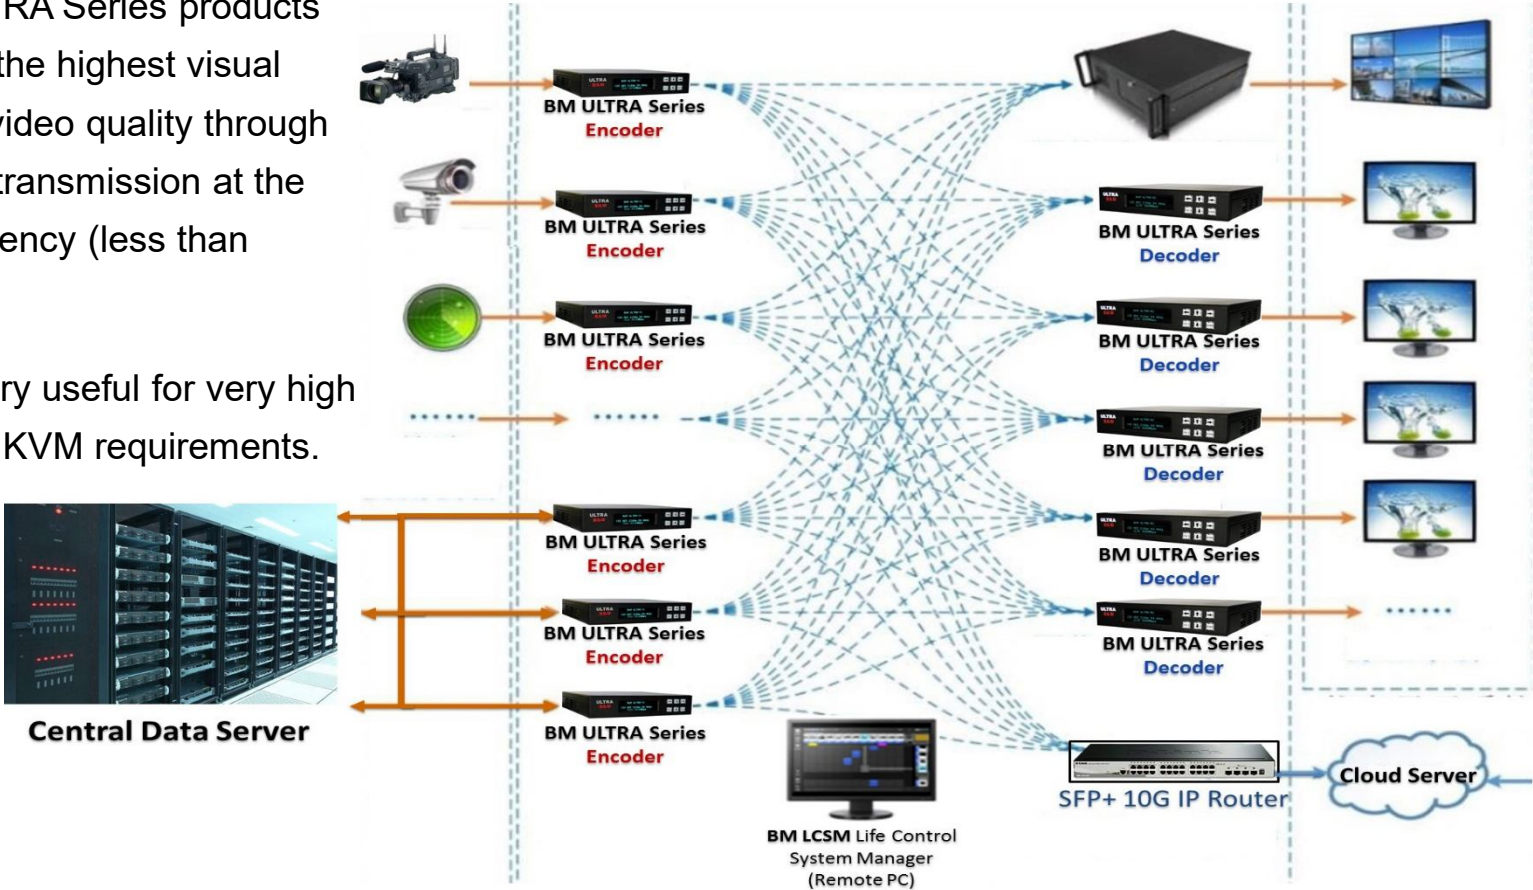 RA Series products
the highest visual
video quality through
transmission at the
ency (less than
ry useful for very high
KVM requirements.
BM ULTRA Series
Encoder
BM ULTRA Series
Encoder
BM ULTRA Series
Encoder
......
......
BM ULTRA Series
Encoder
BM ULTRA Series
Encoder
BM ULTRA Series
Encoder
Central Data Server
BM ULTRA Series
Decoder
BM ULTRA Series
Decoder
BM ULTRA Series
Decoder
BM ULTRA Series
Decoder
BM ULTRA Series
Decoder
......
SFP+ 10G IP Router
Cloud Server
BM LCSM Life Control
System Manager
(Remote PC)